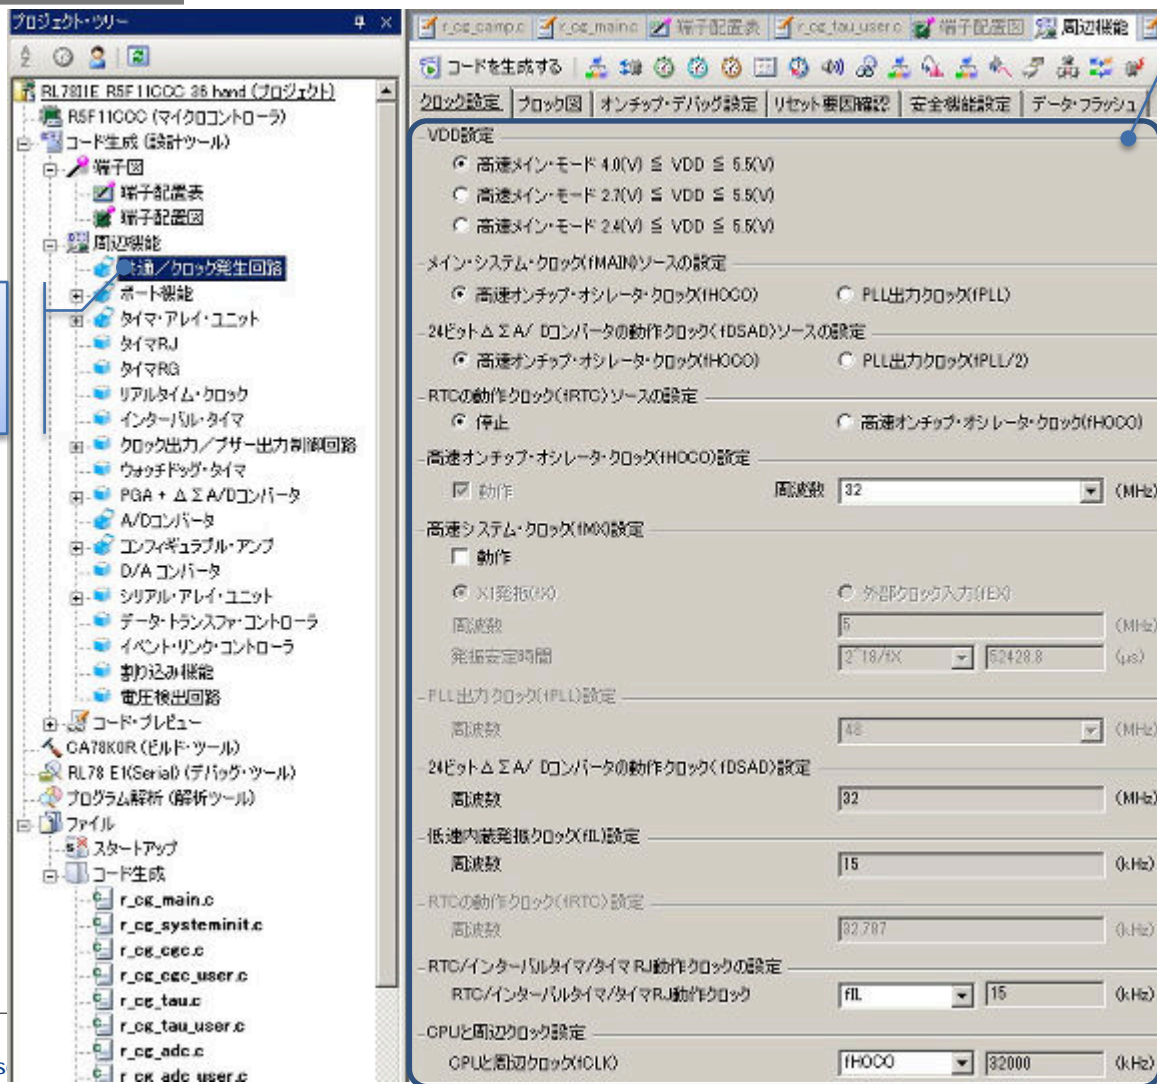 プロジェクト・ツリー
RL78I1E_R5F11CCC_36_hand (プロジェクト)
R5F11CCC (マイクロコントローラ)
コード生成 (設計ツール)
端子図
端子配置表
端子配置図
周辺機能
共通/クロック発生回路
ポート機能
タイマ・アレイ・ユニット
タイマRJ
タイマRG
リアルタイム・クロック
インターバル・タイマ
クロック出力/ブザー出力制御回路
ウォッチドッグ・タイマ
PGA + ΔΣA/Dコンバータ
A/Dコンバータ
コンフィギュラブル・アンプ
D/A コンバータ
シリアル・アレイ・ユニット
データ・トランスファ・コントローラ
イベント・リンク・コントローラ
割り込み機能
電圧検出回路
コード・プレビュー
CA78K0R (ビルド・ツール)
RL78 E1(Serial) (デバッグ・ツール)
プログラム解析 (解析ツール)
ファイル
スタートアップ
コード生成
r_cg_main.c
r_cg_systeminit.c
r_cg_cgc.c
r_cg_cgc_user.c
r_cg_tau.c
r_cg_tau_user.c
r_cg_adc.c
r_cg_adc_user.c
r_cg_camp.c r_cg_main.c 端子配置表 r_cg_tau_user.c 端子配置図 周辺機能
コードを生成する
クロック設定 ブロック図 オンチップ・デバッグ設定 リセット要因確認 安全機能設定 データ・フラッシュ
VDD設定
高速メイン・モード 4.0(V) ≦ VDD ≦ 5.5(V)
高速メイン・モード 2.7(V) ≦ VDD ≦ 5.5(V)
高速メイン・モード 2.4(V) ≦ VDD ≦ 5.5(V)
メイン・システム・クロック(fMAIN)ソースの設定
高速オンチップ・オシレータ・クロック(fHOCO) PLL出力クロック(fPLL)
24ビットΔΣA/ Dコンバータの動作クロック(fDSAD)ソースの設定
高速オンチップ・オシレータ・クロック(fHOCO) PLL出力クロック(fPLL/2)
RTCの動作クロック(fRTC)ソースの設定
停止 高速オンチップ・オシレータ・クロック(fHOCO)
高速オンチップ・オシレータ・クロック(fHOCO)設定
動作 周波数 32 (MHz)
高速システム・クロック(fMX)設定
動作
X1発振(fX) 外部クロック入力(fEX)
周波数 5 (MHz)
発振安定時間 2^18/fX 52428.8 (μs)
PLL出力クロック(fPLL)設定
周波数 48 (MHz)
24ビットΔΣA/ Dコンバータの動作クロック(fDSAD)設定
周波数 32 (MHz)
低速内蔵発振クロック(fIL)設定
周波数 15 (kHz)
RTCの動作クロック(fRTC)設定
周波数 32.787 (kHz)
RTC/インターバルタイマ/タイマRJ動作クロックの設定
RTC/インターバルタイマ/タイマRJ動作クロック fIL 15 (kHz)
CPUと周辺クロック設定
CPUと周辺クロック(fCLK) fHOCO 32000 (kHz)